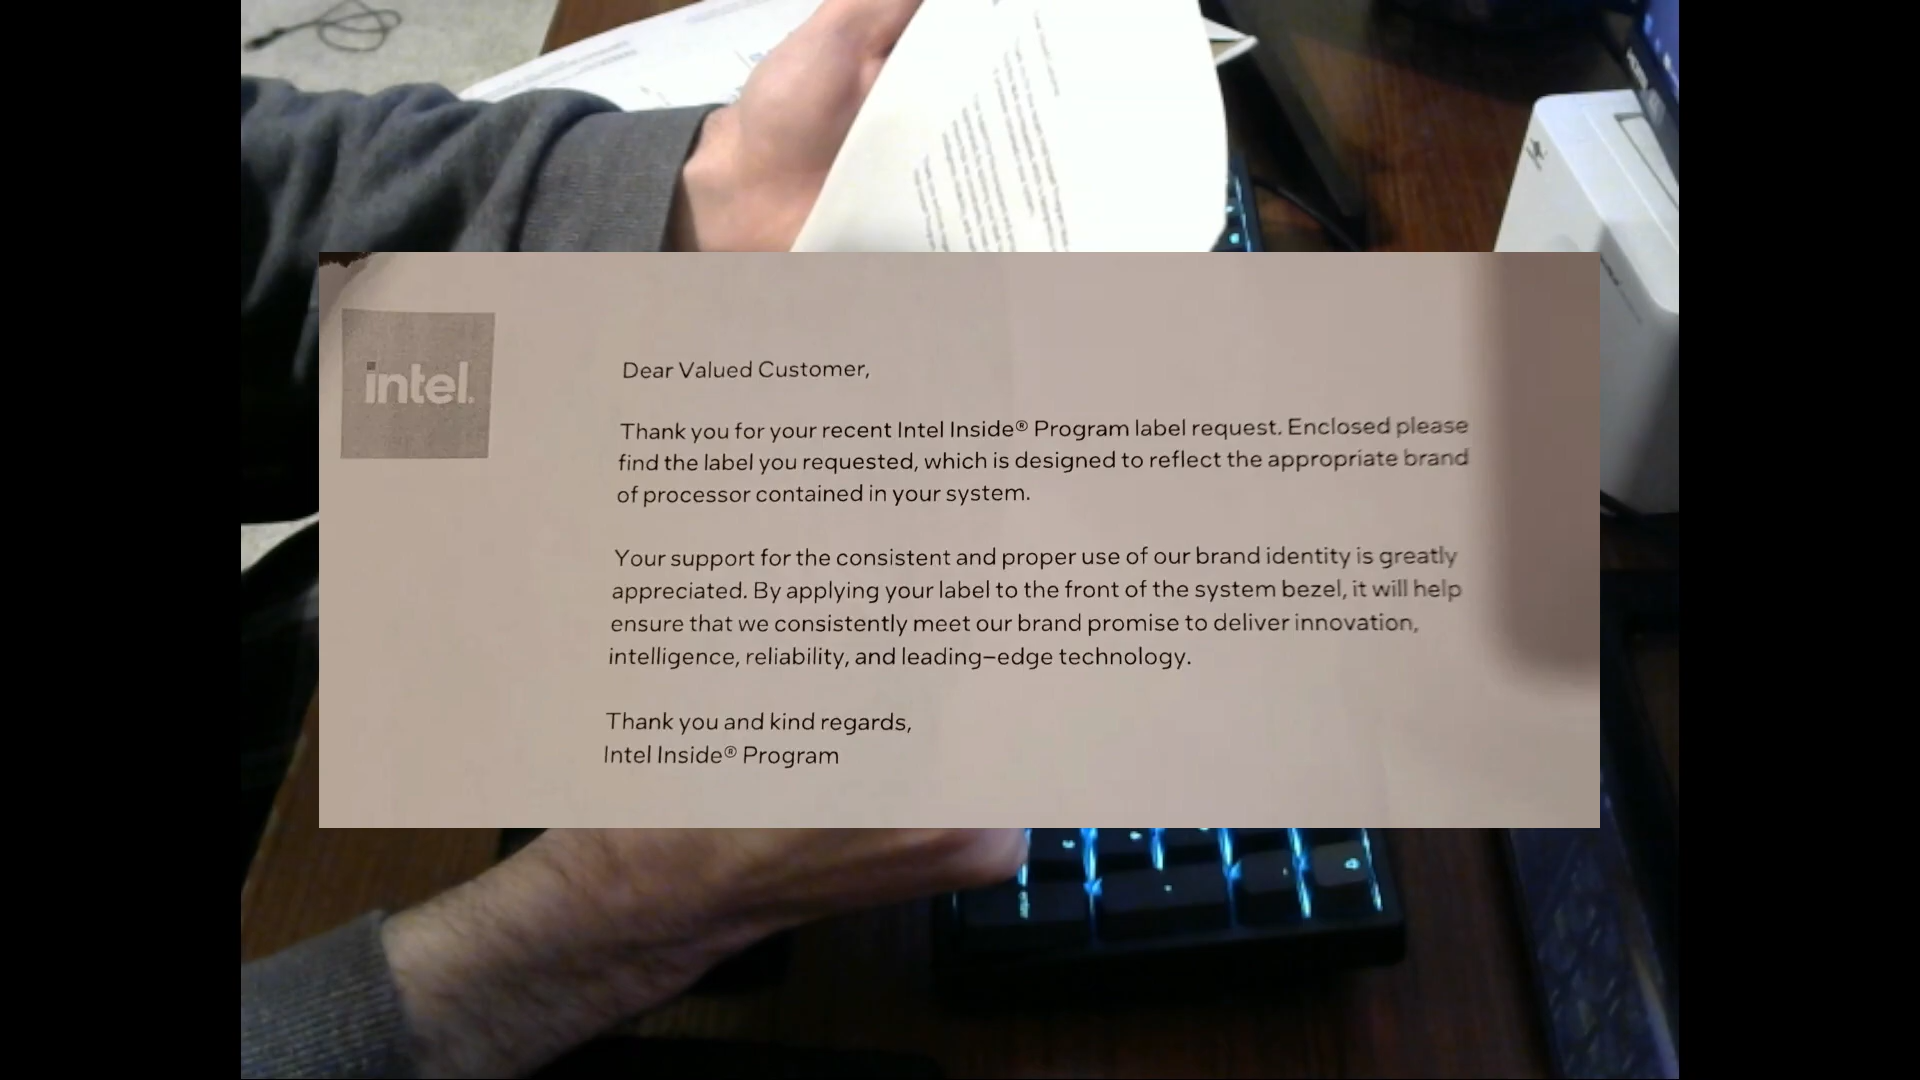 intel.
Dear Valued Customer,
Thank you for your recent Intel Inside® Program label request. Enclosed please
find the label you requested, which is designed to reflect the appropriate brand
of processor contained in your system.
Your support for the consistent and proper use of our brand identity is greatly
appreciated. By applying your label to the front of the system bezel, it will help
ensure that we consistently meet our brand promise to deliver innovation,
intelligence, reliability, and leading-edge technology.
Thank you and kind regards,
Intel Inside® Program